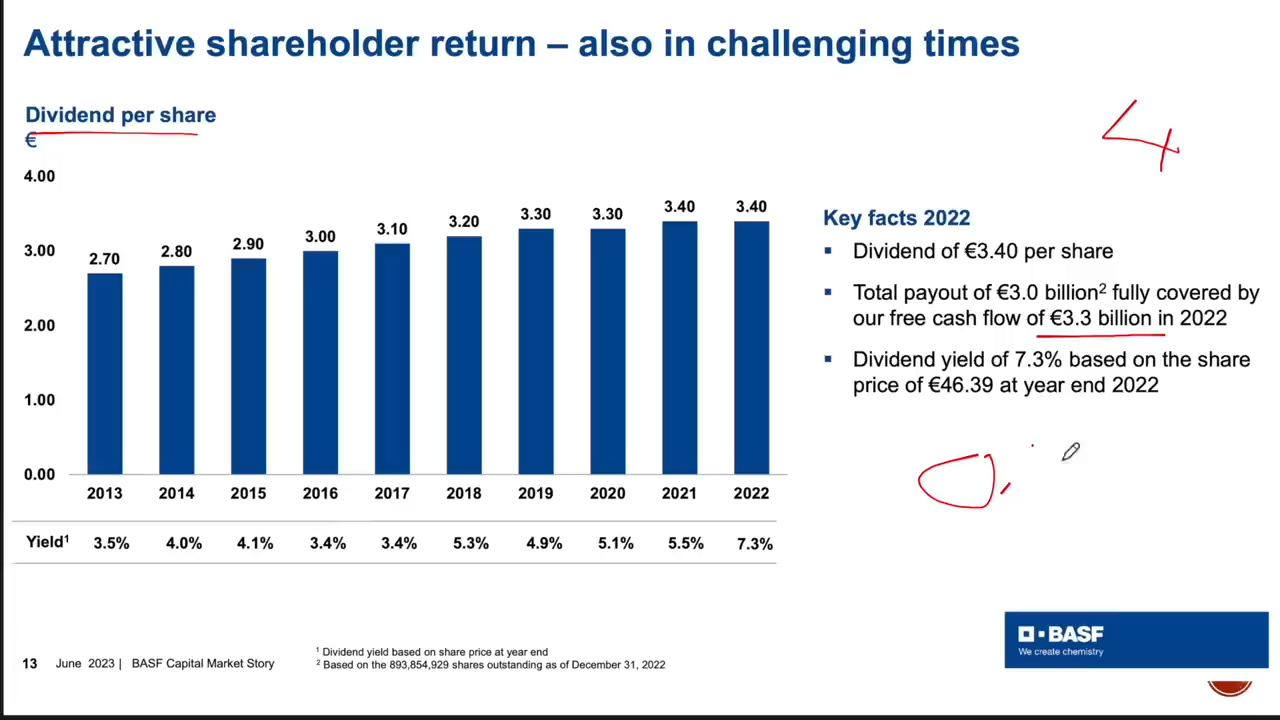 Attractive shareholder return – also in challenging times
Dividend per share
€
4
4.00
3.00
2.00
1.00
0.00
2.70
2.80
2.90
3.00
3.10
3.20
3.30
3.30
3.40
3.40
2013 2014 2015 2016 2017 2018 2019 2020 2021 2022
Yield¹ 3.5% 4.0% 4.1% 3.4% 3.4% 5.3% 4.9% 5.1% 5.5% 7.3%
Key facts 2022
▪ Dividend of €3.40 per share
▪ Total payout of €3.0 billion² fully covered by
our free cash flow of €3.3 billion in 2022
▪ Dividend yield of 7.3% based on the share
price of €46.39 at year end 2022
0,
13 June 2023 | BASF Capital Market Story
¹ Dividend yield based on share price at year end
² Based on the 893,854,929 shares outstanding as of December 31, 2022
BASF
We create chemistry